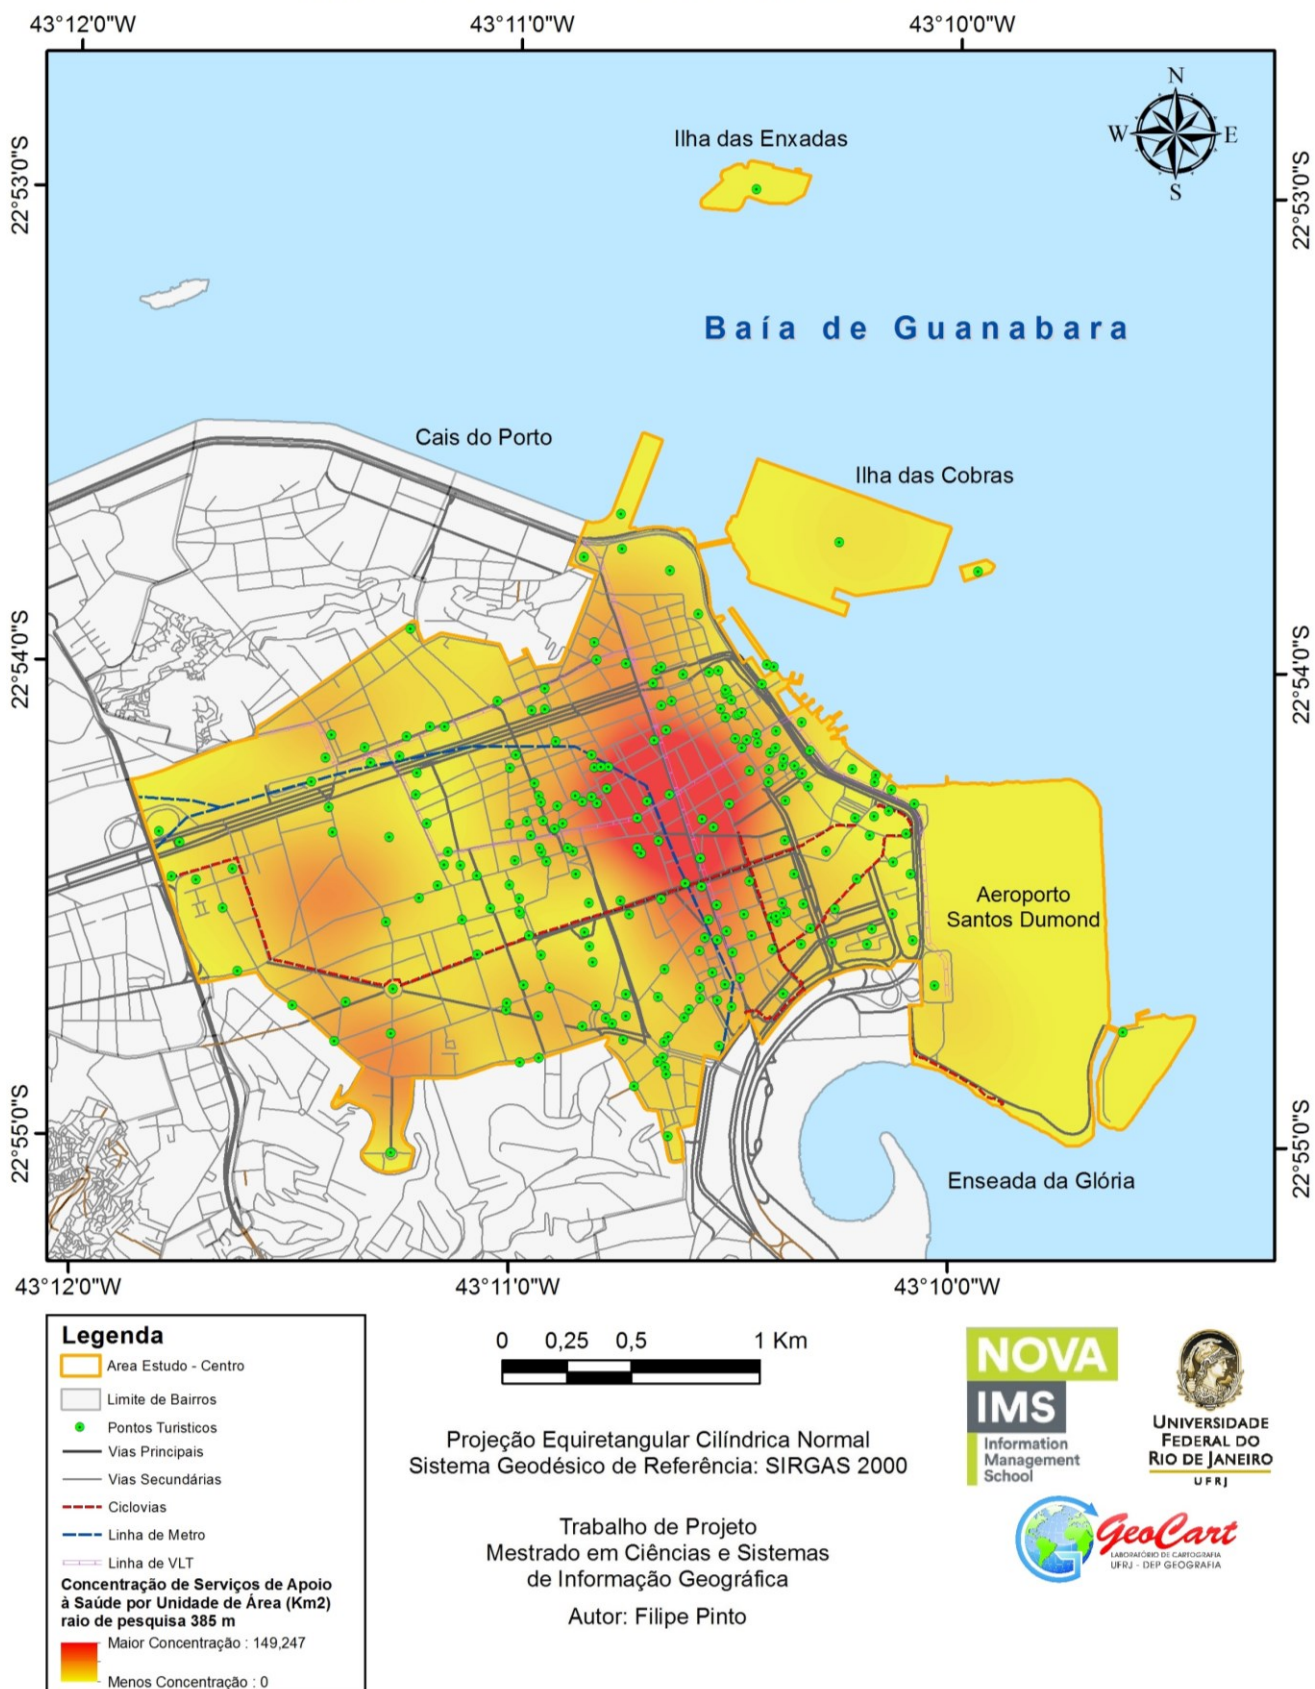 43°12'0"W
43°11'0"W
43°10'0"W
22°53'0"S
22°53'0"S
Ilha das Enxadas
N
W
E
S
Baía de Guanabara
Cais do Porto
Ilha das Cobras
22°54'0"S
22°54'0"S
Aeroporto
Santos Dumond
22°55'0"S
22°55'0"S
Enseada da Glória
43°12'0"W
43°11'0"W
43°10'0"W
Legenda
Area Estudo - Centro
Limite de Bairros
Pontos Turisticos
Vias Principais
Vias Secundárias
Ciclovias
Linha de Metro
Linha de VLT
Concentração de Serviços de Apoio
à Saúde por Unidade de Área (Km2)
raio de pesquisa 385 m
Maior Concentração : 149,247
Menos Concentração : 0
0 0,25 0,5 1 Km
Projeção Equiretangular Cilíndrica Normal
Sistema Geodésico de Referência: SIRGAS 2000
Trabalho de Projeto
Mestrado em Ciências e Sistemas
de Informação Geográfica
Autor: Filipe Pinto
NOVA
IMS
Information
Management
School
UNIVERSIDADE
FEDERAL DO
RIO DE JANEIRO
UFRJ
GeoCart
LABORATÓRIO DE CARTOGRAFIA
UFRJ - DEP GEOGRAFIA